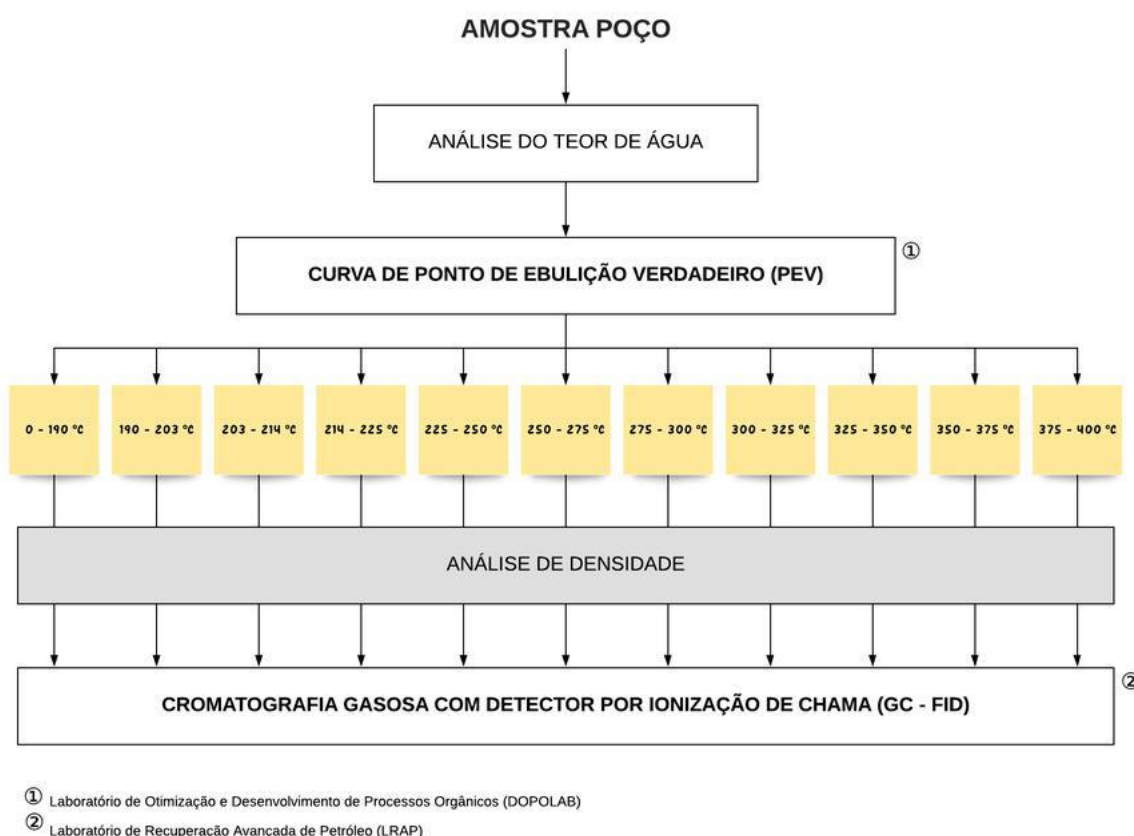 AMOSTRA POÇO
ANÁLISE DO TEOR DE ÁGUA
①
CURVA DE PONTO DE EBULIÇÃO VERDADEIRO (PEV)
0 - 190 °C
190 - 203 °C
203 - 214 °C
214 - 225 °C
225 - 250 °C
250 - 275 °C
275 - 300 °C
300 - 325 °C
325 - 350 °C
350 - 375 °C
375 - 400 °C
ANÁLISE DE DENSIDADE
②
CROMATOGRAFIA GASOSA COM DETECTOR POR IONIZAÇÃO DE CHAMA (GC - FID)
① Laboratório de Otimização e Desenvolvimento de Processos Orgânicos (DOPOLAB)
② Laboratório de Recuperação Avançada de Petróleo (LRAP)